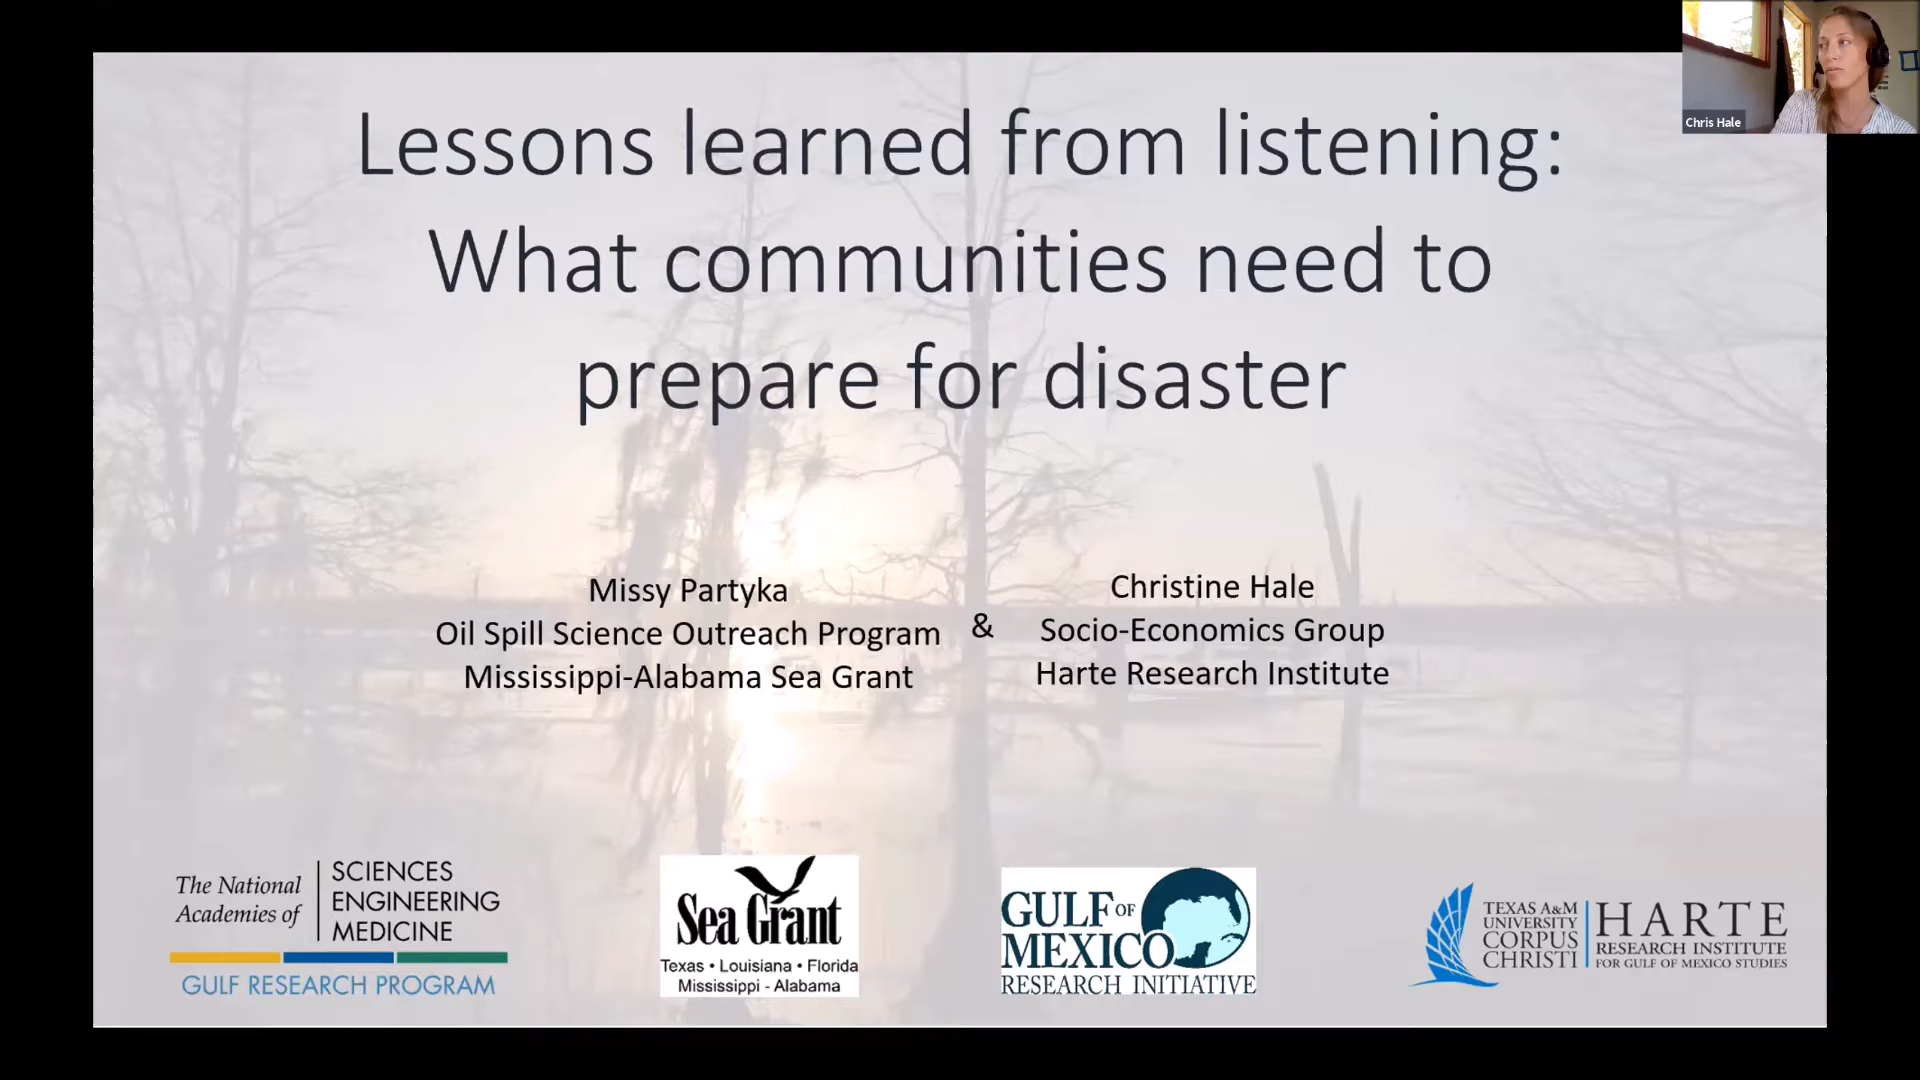 Chris Hale
Lessons learned from listening:
What communities need to
prepare for disaster
Missy Partyka
Oil Spill Science Outreach Program
Mississippi-Alabama Sea Grant
&
Christine Hale
Socio-Economics Group
Harte Research Institute
The National
Academies of
SCIENCES
ENGINEERING
MEDICINE
GULF RESEARCH PROGRAM
Sea Grant
Texas • Louisiana • Florida
Mississippi - Alabama
GULF OF
MEXICO
RESEARCH INITIATIVE
TEXAS A&M
UNIVERSITY
CORPUS
CHRISTI
HARTE
RESEARCH INSTITUTE
FOR GULF OF MEXICO STUDIES